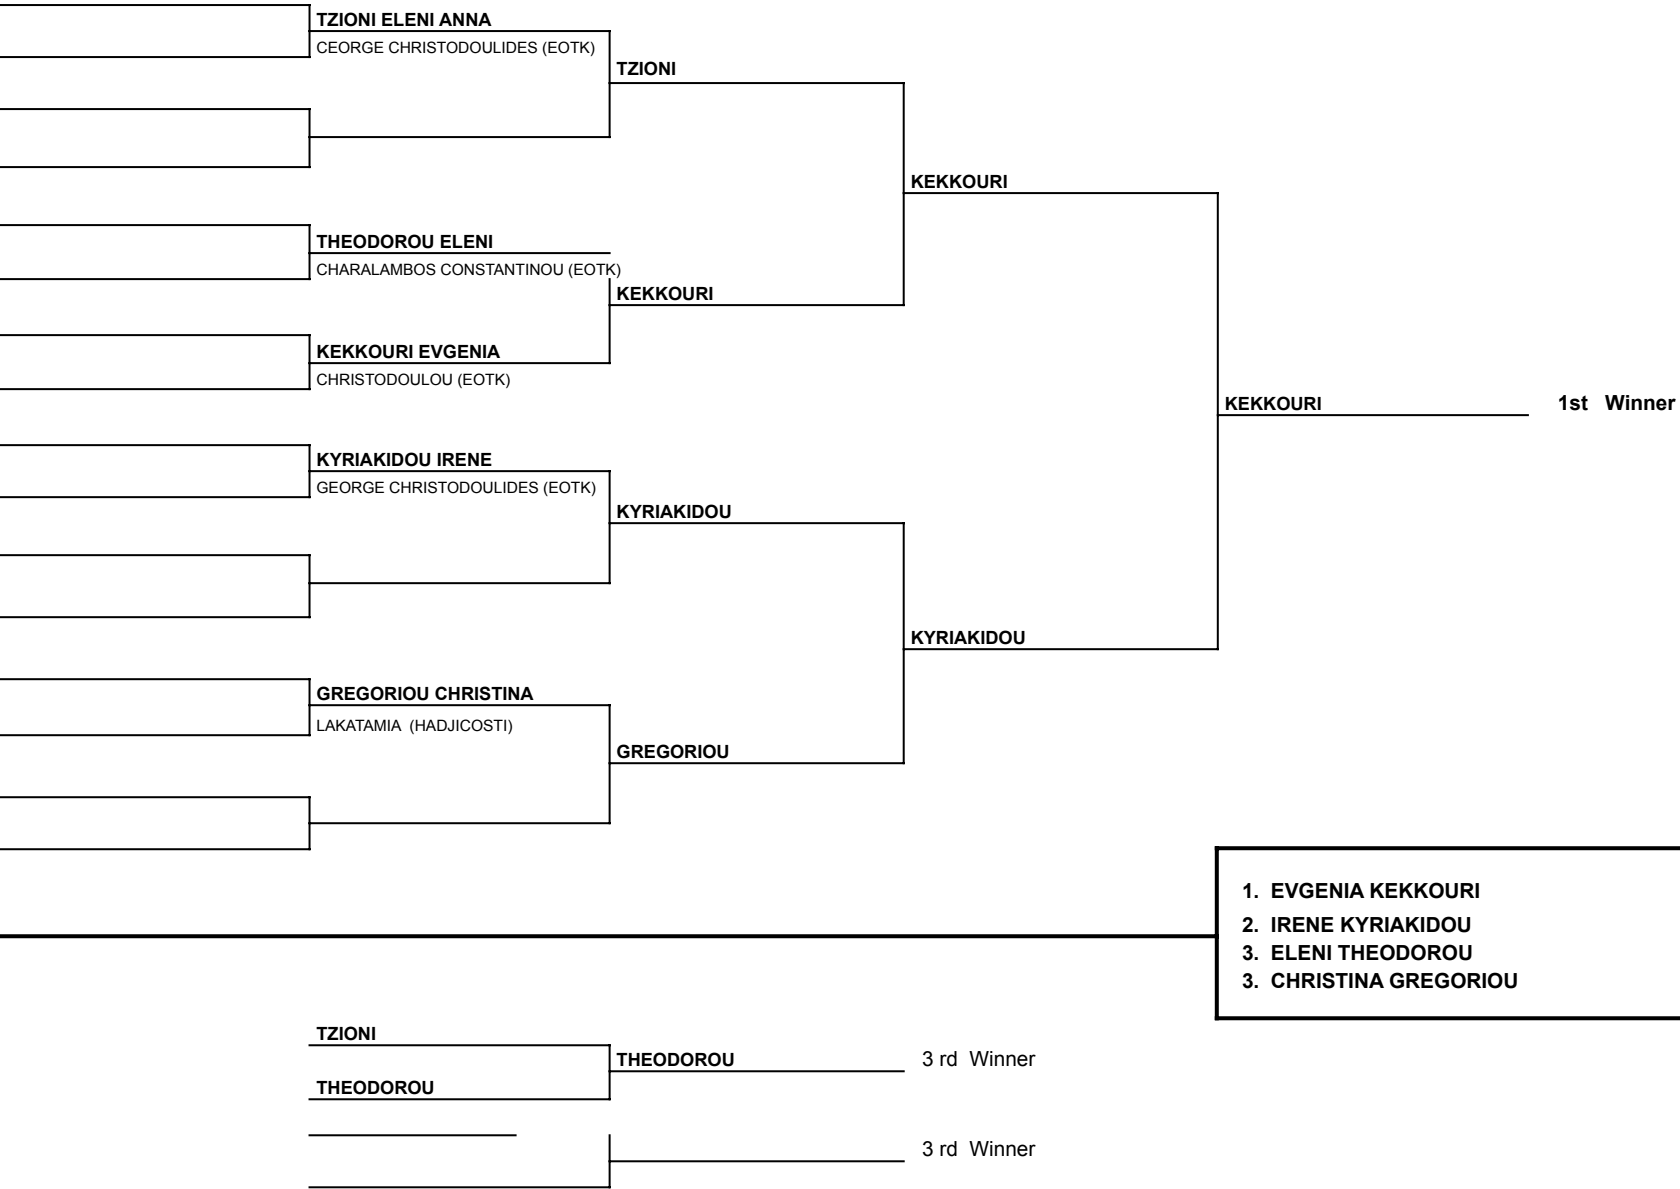 TZIONI ELENI ANNA
CEORGE CHRISTODOULIDES (EOTK)
TZIONI
KEKKOURI
THEODOROU ELENI
CHARALAMBOS CONSTANTINOU (EOTK)
KEKKOURI
KEKKOURI EVGENIA
CHRISTODOULOU (EOTK)
KEKKOURI
1st Winner
KYRIAKIDOU IRENE
GEORGE CHRISTODOULIDES (EOTK)
KYRIAKIDOU
KYRIAKIDOU
GREGORIOU CHRISTINA
LAKATAMIA (HADJICOSTI)
GREGORIOU
1. EVGENIA KEKKOURI
2. IRENE KYRIAKIDOU
3. ELENI THEODOROU
3. CHRISTINA GREGORIOU
TZIONI
THEODOROU
3 rd Winner
THEODOROU
3 rd Winner